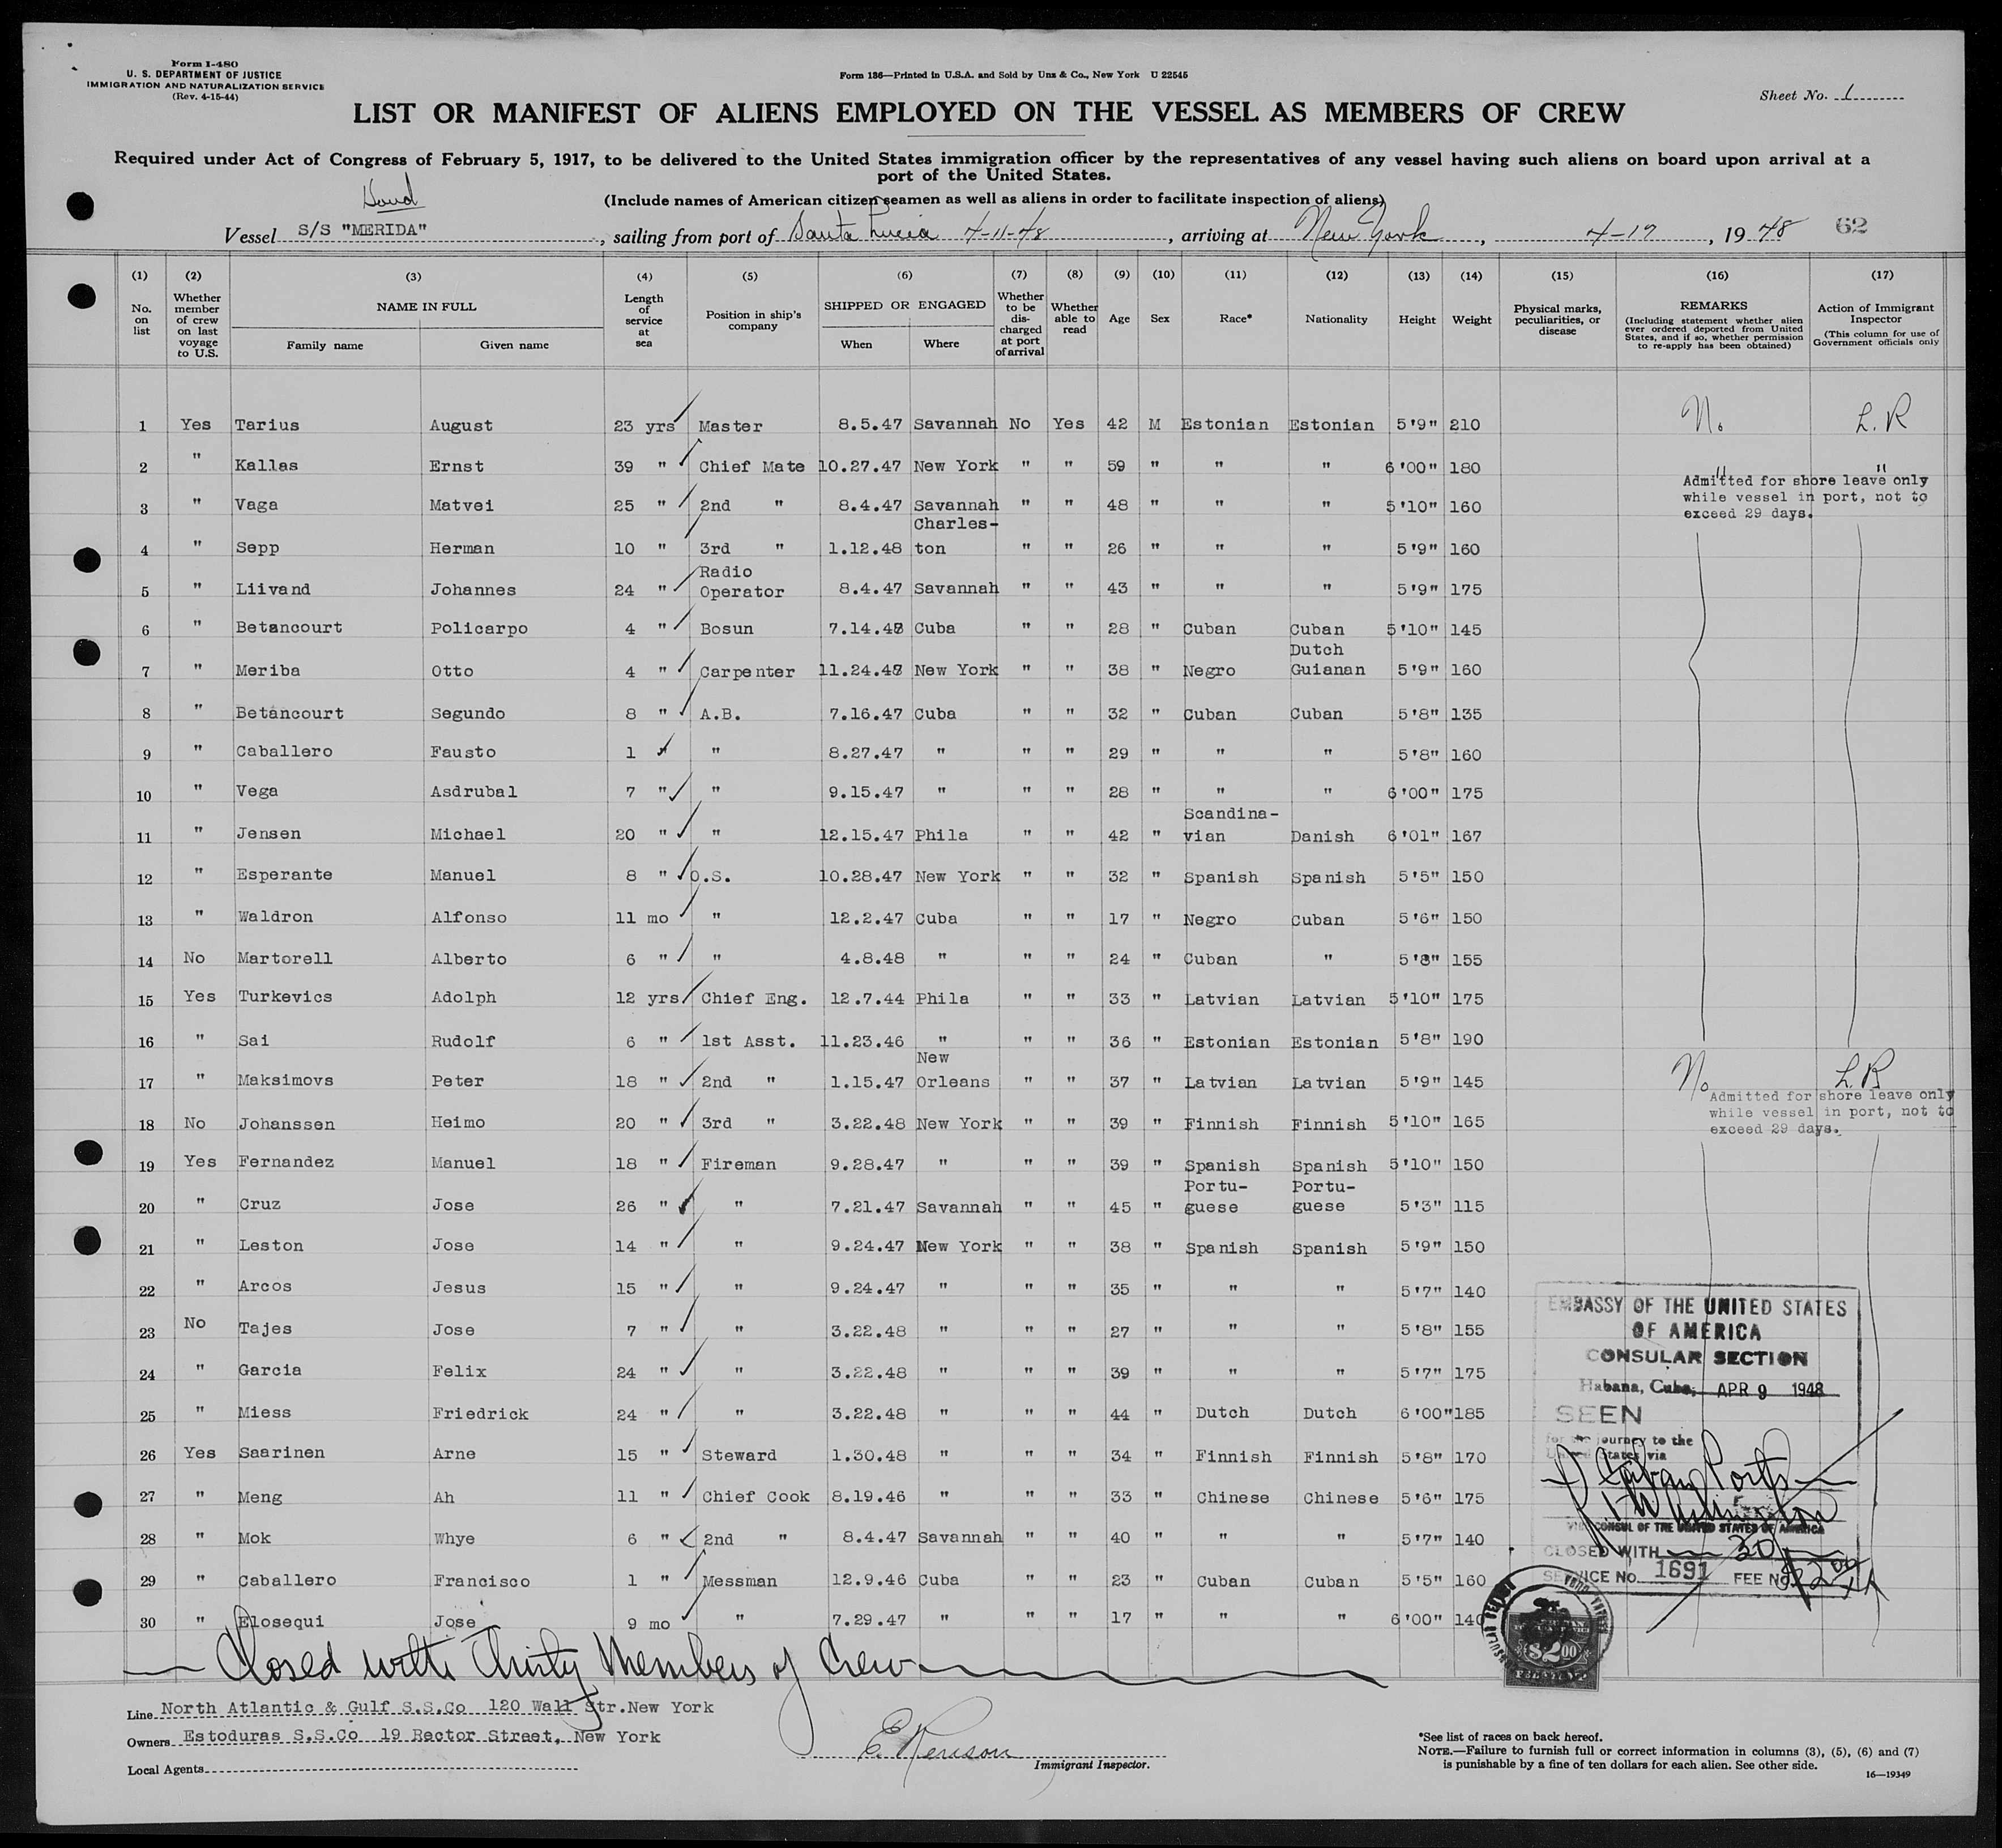 Form I-480
U. S. DEPARTMENT OF JUSTICE
IMMIGRATION AND NATURALIZATION SERVICE
(Rev. 4-15-44)
Form 186—Printed in U.S.A. and Sold by Unz & Co., New York U 22545
Sheet No. 1
LIST OR MANIFEST OF ALIENS EMPLOYED ON THE VESSEL AS MEMBERS OF CREW
Required under Act of Congress of February 5, 1917, to be delivered to the United States immigration officer by the representatives of any vessel having such aliens on board upon arrival at a
port of the United States.
(Include names of American citizen seamen as well as aliens in order to facilitate inspection of aliens)
Hond
Vessel S/S "MERIDA", sailing from port of Santa Lucia 4-11-48, arriving at New York, 4-17, 1948 62
(1) (2) (3) (4) (5) (6) (7) (8) (9) (10) (11) (12) (13) (14) (15) (16) (17)
No. on list
Whether member of crew on last voyage to U.S.
NAME IN FULL
Family name Given name
Length of service at sea
Position in ship's company
SHIPPED OR ENGAGED
When Where
Whether to be discharged at port of arrival
Whether able to read
Age Sex Race* Nationality Height Weight
Physical marks, peculiarities, or disease
REMARKS
(Including statement whether alien ever ordered deported from United States, and if so, whether permission to re-apply has been obtained)
Action of Immigrant Inspector
(This column for use of Government officials only
1 Yes Tarius August 23 yrs Master 8.5.47 Savannah No Yes 42 M Estonian Estonian 5'9" 210 No L.R
2 " Kallas Ernst 39 " Chief Mate 10.27.47 New York " " 59 " " " 6'00" 180 " "
Admitted for shore leave only
while vessel in port, not to
exceed 29 days.
3 " Vaga Matvei 25 " 2nd " 8.4.47 Savannah " " 48 " " " 5'10" 160
4 " Sepp Herman 10 " 3rd " 1.12.48 Charles-ton " " 26 " " " 5'9" 160
5 " Liivand Johannes 24 " Radio Operator 8.4.47 Savannah " " 43 " " " 5'9" 175
6 " Betancourt Policarpo 4 " Bosun 7.14.47 Cuba " " 28 " Cuban Cuban 5'10" 145
7 " Meriba Otto 4 " Carpenter 11.24.47 New York " " 38 " Negro Dutch Guianan 5'9" 160
8 " Betancourt Segundo 8 " A.B. 7.16.47 Cuba " " 32 " Cuban Cuban 5'8" 135
9 " Caballero Fausto 1 " " 8.27.47 " " " 29 " " " 5'8" 160
10 " Vega Asdrubal 7 " " 9.15.47 " " " 28 " " " 6'00" 175
11 " Jensen Michael 20 " " 12.15.47 Phila " " 42 " Scandina-vian Danish 6'01" 167
12 " Esperante Manuel 8 " O.S. 10.28.47 New York " " 32 " Spanish Spanish 5'5" 150
13 " Waldron Alfonso 11 mo " 12.2.47 Cuba " " 17 " Negro Cuban 5'6" 150
14 No Martorell Alberto 6 " " 4.8.48 " " " 24 " Cuban " 5'8" 155
15 Yes Turkevics Adolph 12 yrs Chief Eng. 12.7.44 Phila " " 33 " Latvian Latvian 5'10" 175
16 " Sai Rudolf 6 " 1st Asst. 11.23.46 " " " 36 " Estonian Estonian 5'8" 190
17 " Maksimovs Peter 18 " 2nd " 1.15.47 New Orleans " " 37 " Latvian Latvian 5'9" 145 No L.R
Admitted for shore leave only
while vessel in port, not to
exceed 29 days.
18 No Johanssen Heimo 20 " 3rd " 3.22.48 New York " " 39 " Finnish Finnish 5'10" 165
19 Yes Fernandez Manuel 18 " Fireman 9.28.47 " " " 39 " Spanish Spanish 5'10" 150
20 " Cruz Jose 26 " " 7.21.47 Savannah " " 45 " Portu-guese Portu-guese 5'3" 115
21 " Leston Jose 14 " " 9.24.47 New York " " 38 " Spanish Spanish 5'9" 150
22 " Arcos Jesus 15 " " 9.24.47 " " " 35 " " " 5'7" 140
23 No Tajes Jose 7 " " 3.22.48 " " " 27 " " " 5'8" 155
24 " Garcia Felix 24 " " 3.22.48 " " " 39 " " " 5'7" 175
25 " Miess Friedrick 24 " " 3.22.48 " " " 44 " Dutch Dutch 6'00" 185
26 Yes Saarinen Arne 15 " Steward 1.30.48 " " " 34 " Finnish Finnish 5'8" 170
27 " Meng Ah 11 " Chief Cook 8.19.46 " " " 33 " Chinese Chinese 5'6" 175
28 " Mok Whye 6 " 2nd " 8.4.47 Savannah " " 40 " " " 5'7" 140
29 " Caballero Francisco 1 " Messman 12.9.46 Cuba " " 23 " Cuban Cuban 5'5" 160
30 " Elosequi Jose 9 mo " 7.29.47 " " " 17 " " " 6'00" 140
EMBASSY OF THE UNITED STATES
OF AMERICA
CONSULAR SECTION
Habana, Cuba, APR 9 1948
SEEN
for the journey to the
United States via
Cuban Ports
VICE CONSUL OF THE UNITED STATES OF AMERICA
CLOSED WITH 30
SERVICE NO. 1691 FEE NO.
$2.00
Closed with Thirty Members of Crew
Line North Atlantic & Gulf S.S.Co 120 Wall Str.New York
Owners Estoduras S.S.Co 19 Rector Street, New York
Local Agents
Immigrant Inspector.
*See list of races on back hereof.
NOTE.—Failure to furnish full or correct information in columns (3), (5), (6) and (7)
is punishable by a fine of ten dollars for each alien. See other side.
16—19349